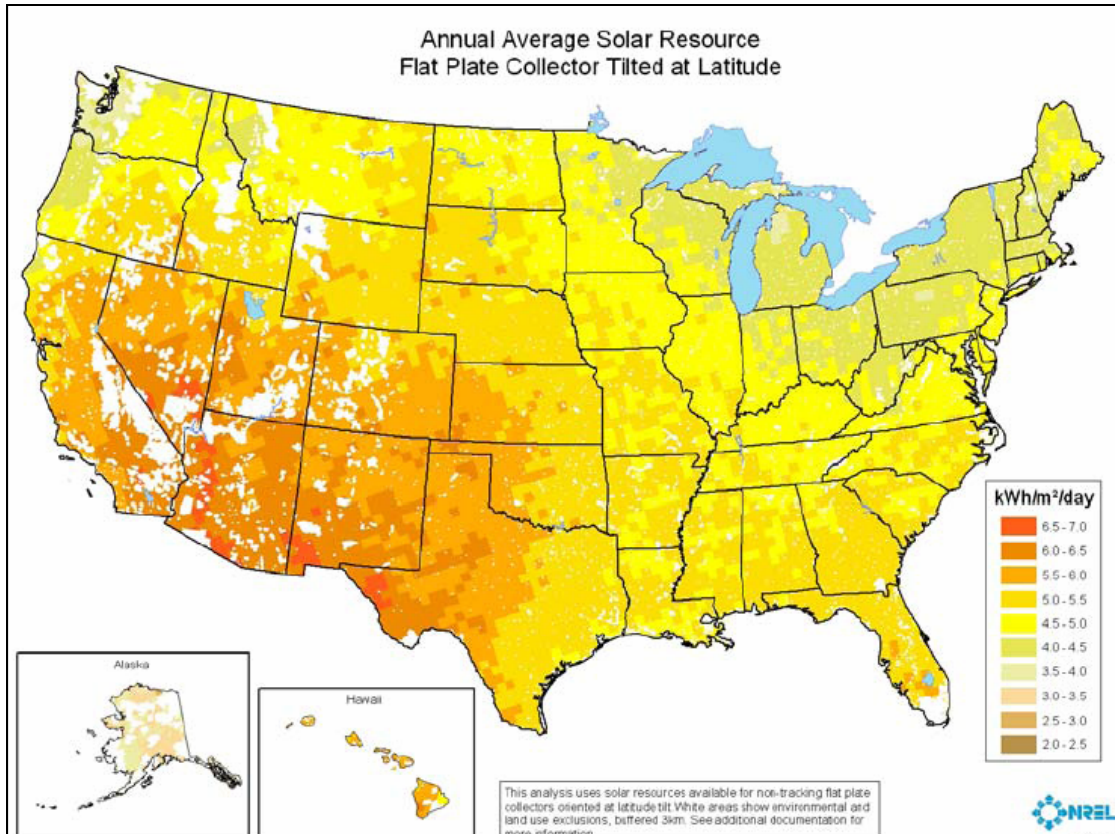 Annual Average Solar Resource
Flat Plate Collector Tilted at Latitude
kWh/m²/day
6.5 - 7.0
6.0 - 6.5
5.5 - 6.0
5.0 - 5.5
4.5 - 5.0
4.0 - 4.5
3.5 - 4.0
3.0 - 3.5
2.5 - 3.0
2.0 - 2.5
Alaska
Hawaii
This analysis uses solar resources available for non-tracking flat plate
collectors oriented at latitude tilt. White areas show environmental and
land use exclusions, buffered 3km. See additional documentation for
more information.
NREL